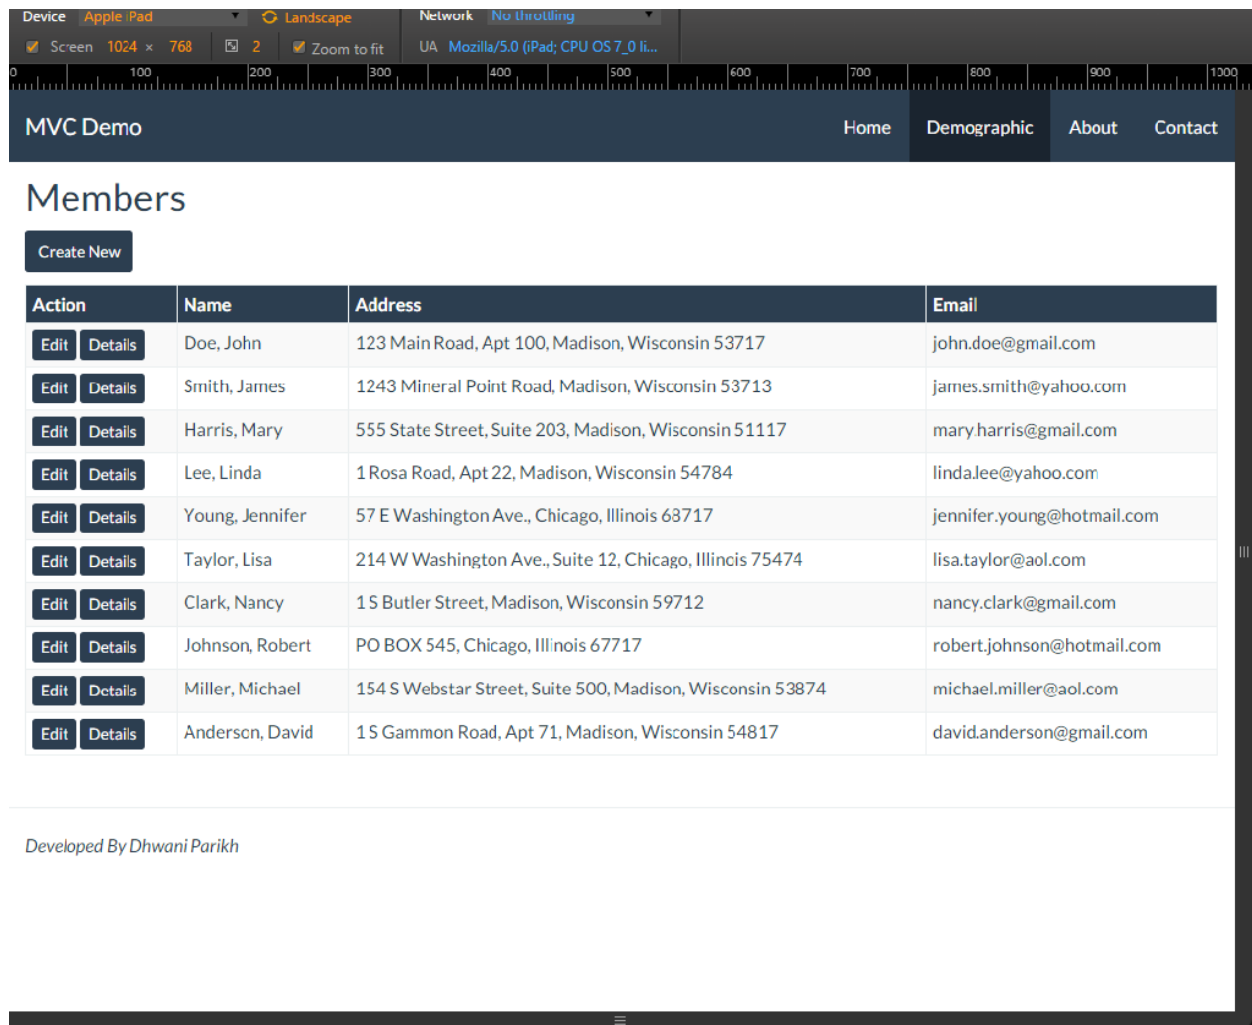 Device Apple iPad Landscape Network No throttling
Screen 1024 × 768 2 Zoom to fit UA Mozilla/5.0 (iPad; CPU OS 7_0 li...
0 100 200 300 400 500 600 700 800 900 1000
MVC Demo Home Demographic About Contact
Members
Create New
Action Name Address Email
Edit Details Doe, John 123 Main Road, Apt 100, Madison, Wisconsin 53717 john.doe@gmail.com
Edit Details Smith, James 1243 Mineral Point Road, Madison, Wisconsin 53713 james.smith@yahoo.com
Edit Details Harris, Mary 555 State Street, Suite 203, Madison, Wisconsin 51117 mary.harris@gmail.com
Edit Details Lee, Linda 1 Rosa Road, Apt 22, Madison, Wisconsin 54784 linda.lee@yahoo.com
Edit Details Young, Jennifer 57 E Washington Ave., Chicago, Illinois 68717 jennifer.young@hotmail.com
Edit Details Taylor, Lisa 214 W Washington Ave., Suite 12, Chicago, Illinois 75474 lisa.taylor@aol.com
Edit Details Clark, Nancy 1 S Butler Street, Madison, Wisconsin 59712 nancy.clark@gmail.com
Edit Details Johnson, Robert PO BOX 545, Chicago, Illinois 67717 robert.johnson@hotmail.com
Edit Details Miller, Michael 154 S Webstar Street, Suite 500, Madison, Wisconsin 53874 michael.miller@aol.com
Edit Details Anderson, David 1 S Gammon Road, Apt 71, Madison, Wisconsin 54817 david.anderson@gmail.com
Developed By Dhwani Parikh